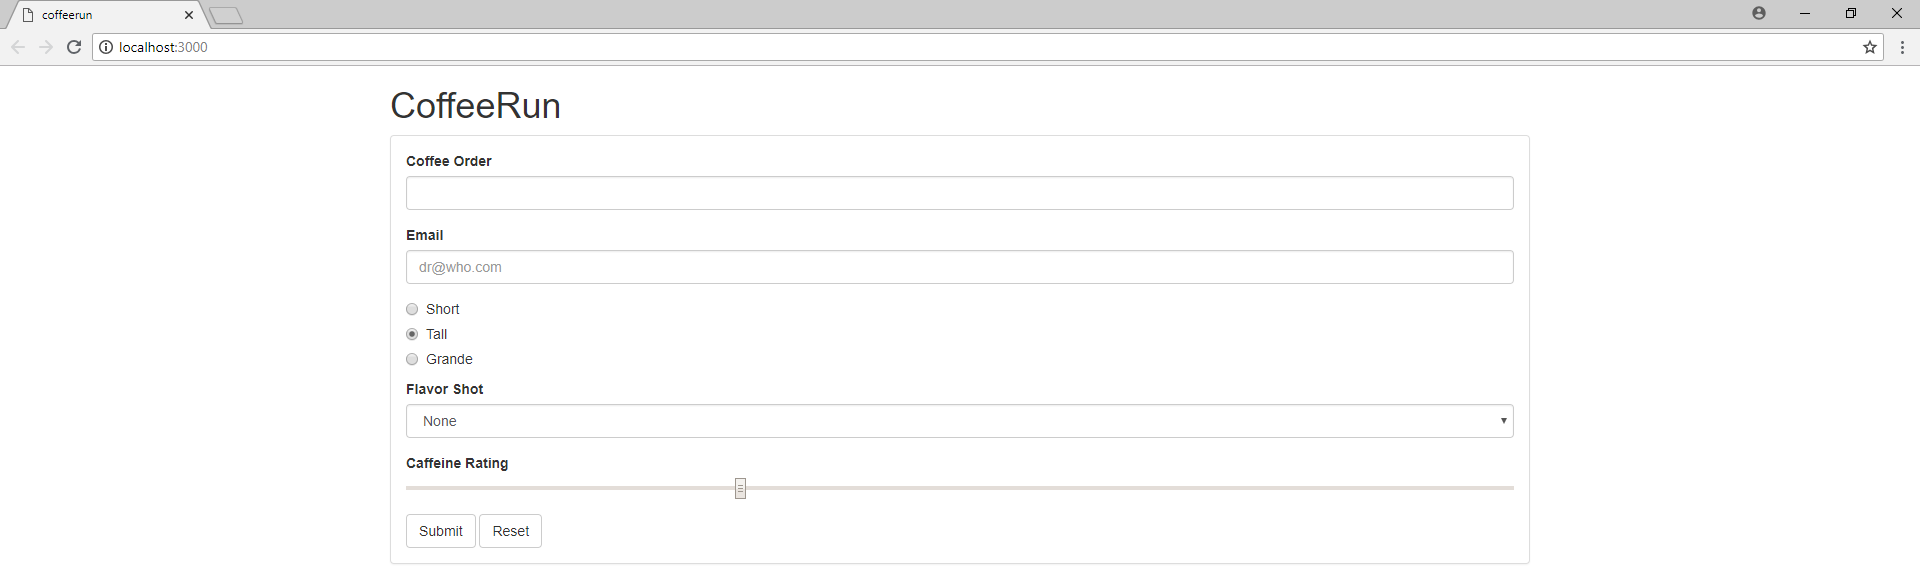 coffeerun
localhost:3000
CoffeeRun
Coffee Order
Email
dr@who.com
Short
Tall
Grande
Flavor Shot
None
Caffeine Rating
Submit Reset